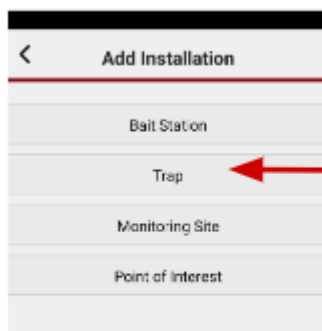 Add Installation
Bait Station
Trap
Monitoring Site
Point of Interest